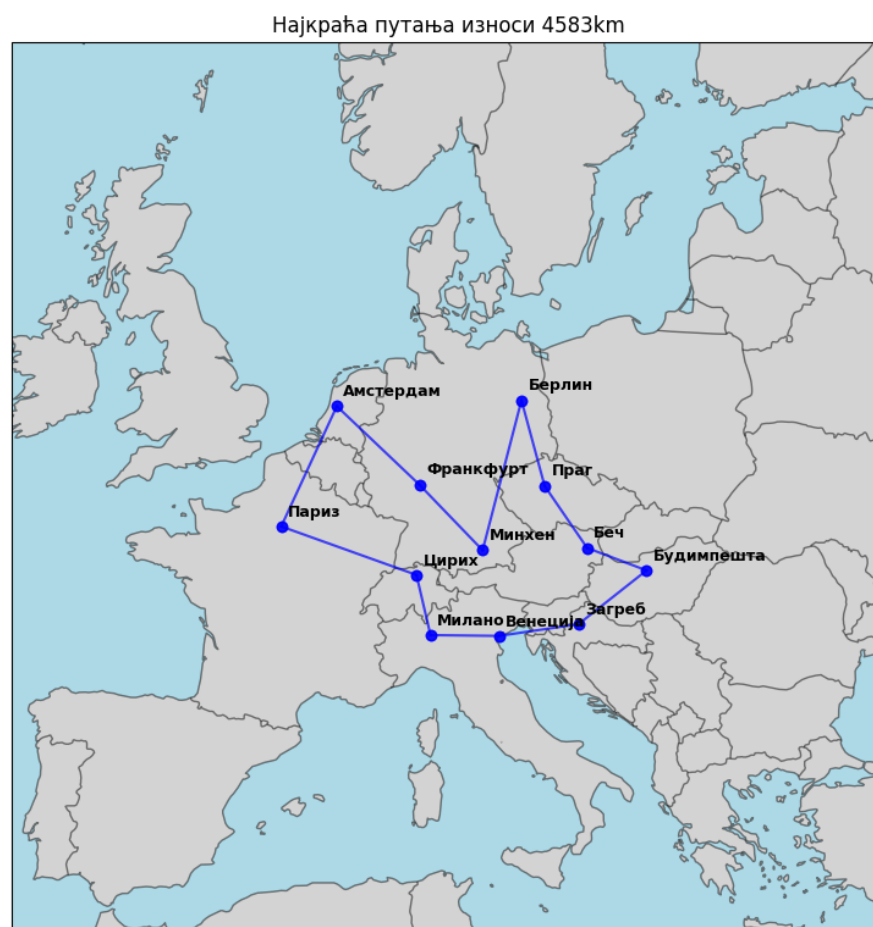 Најкраћа путања износи 4583km
Берлин
Амстердам
Франкфурт
Праг
Париз
Минхен
Беч
Будимпешта
Цирих
Загреб
Милано
Венеција